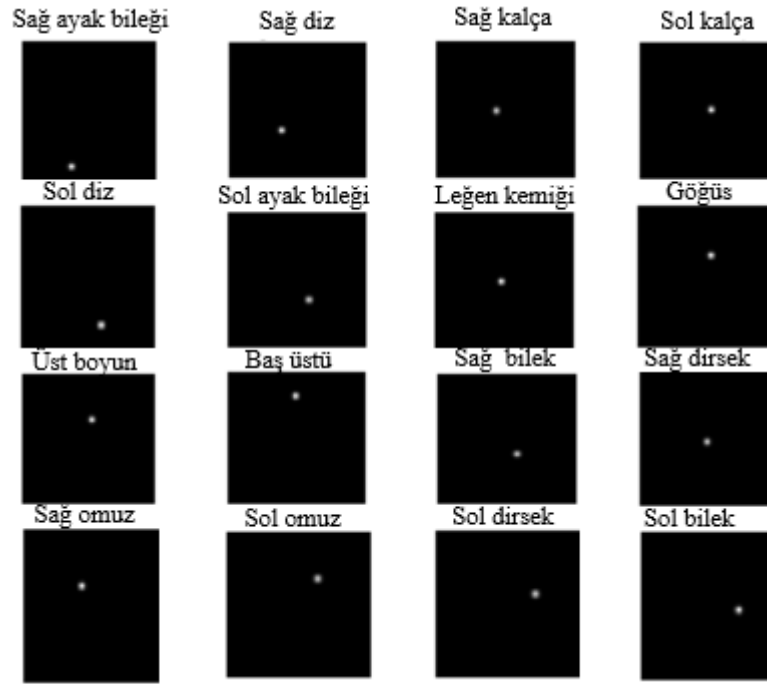 Sağ ayak bileği Sağ diz Sağ kalça Sol kalça
Sol diz Sol ayak bileği Leğen kemiği Göğüs
Üst boyun Baş üstü Sağ bilek Sağ dirsek
Sağ omuz Sol omuz Sol dirsek Sol bilek